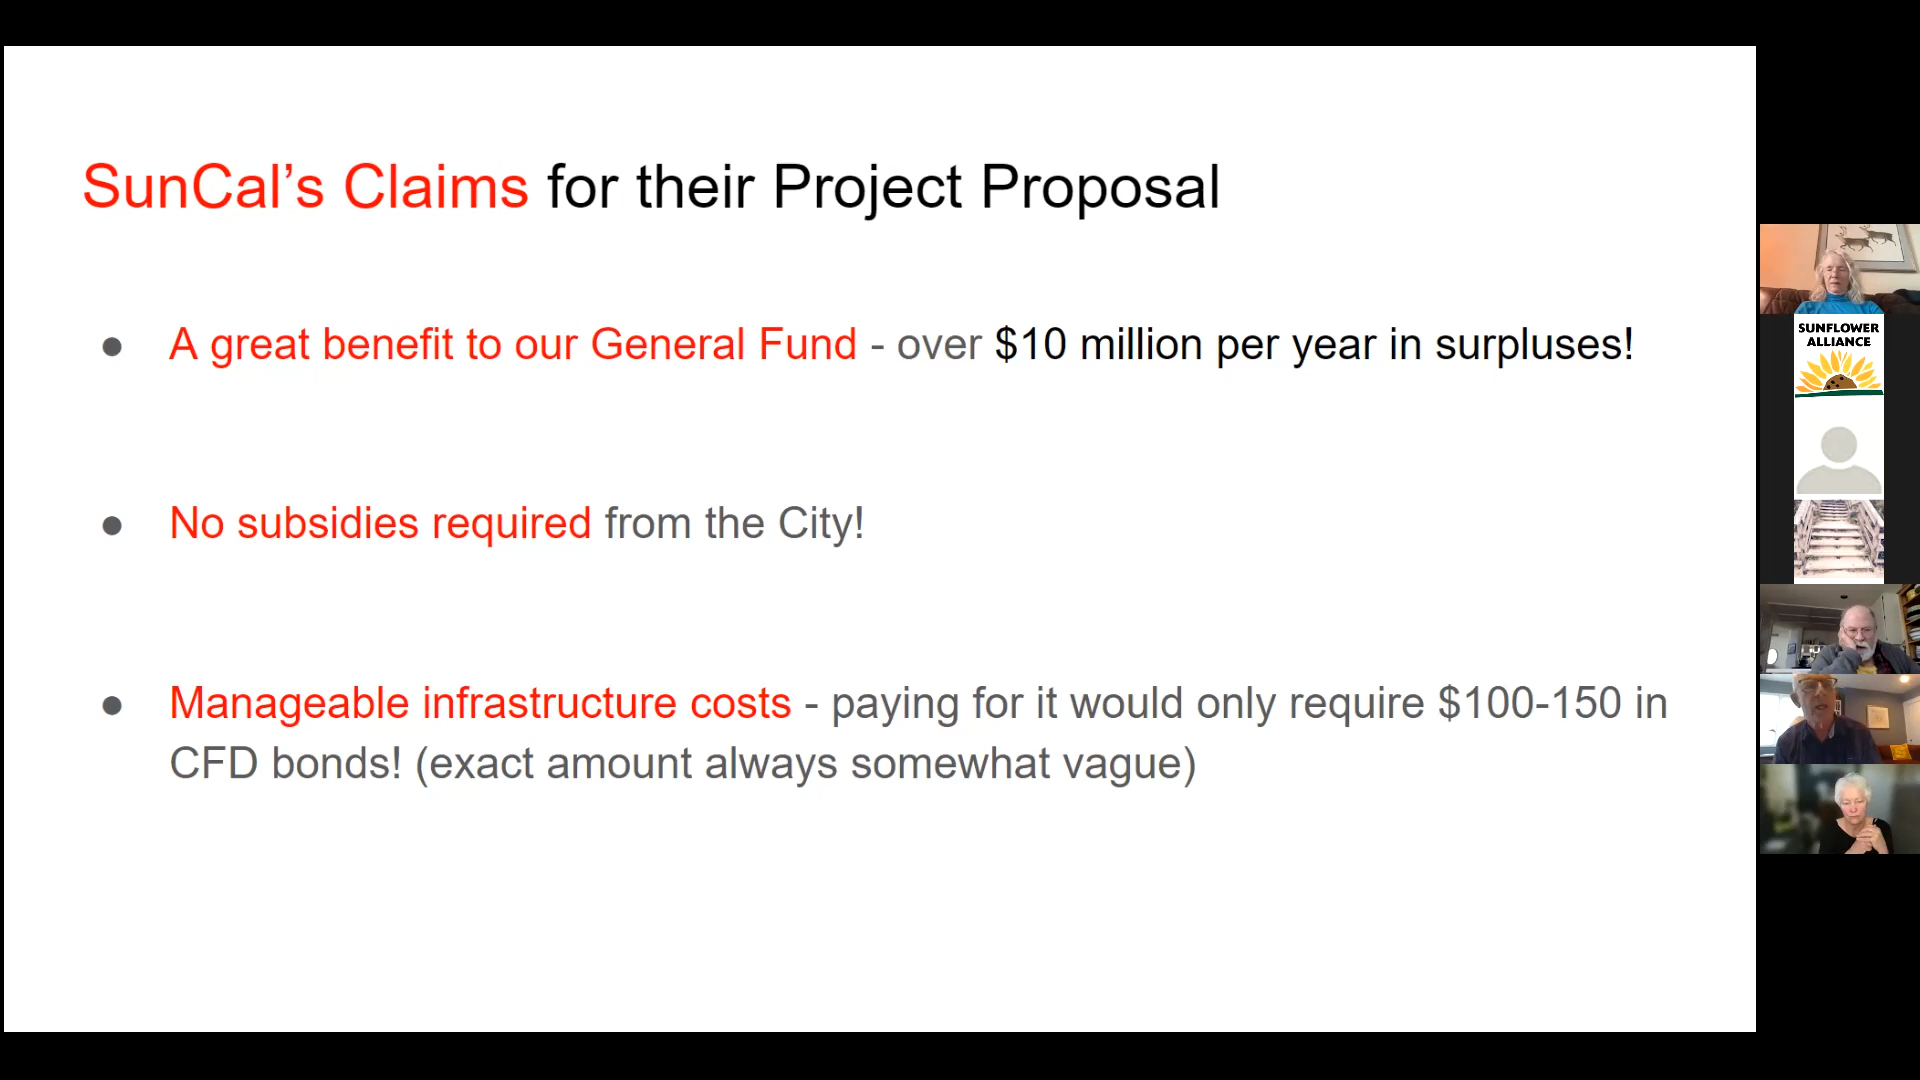 SunCal’s Claims for their Project Proposal
● A great benefit to our General Fund - over $10 million per year in surpluses!
● No subsidies required from the City!
● Manageable infrastructure costs - paying for it would only require $100-150 in
CFD bonds! (exact amount always somewhat vague)
SUNFLOWER
ALLIANCE